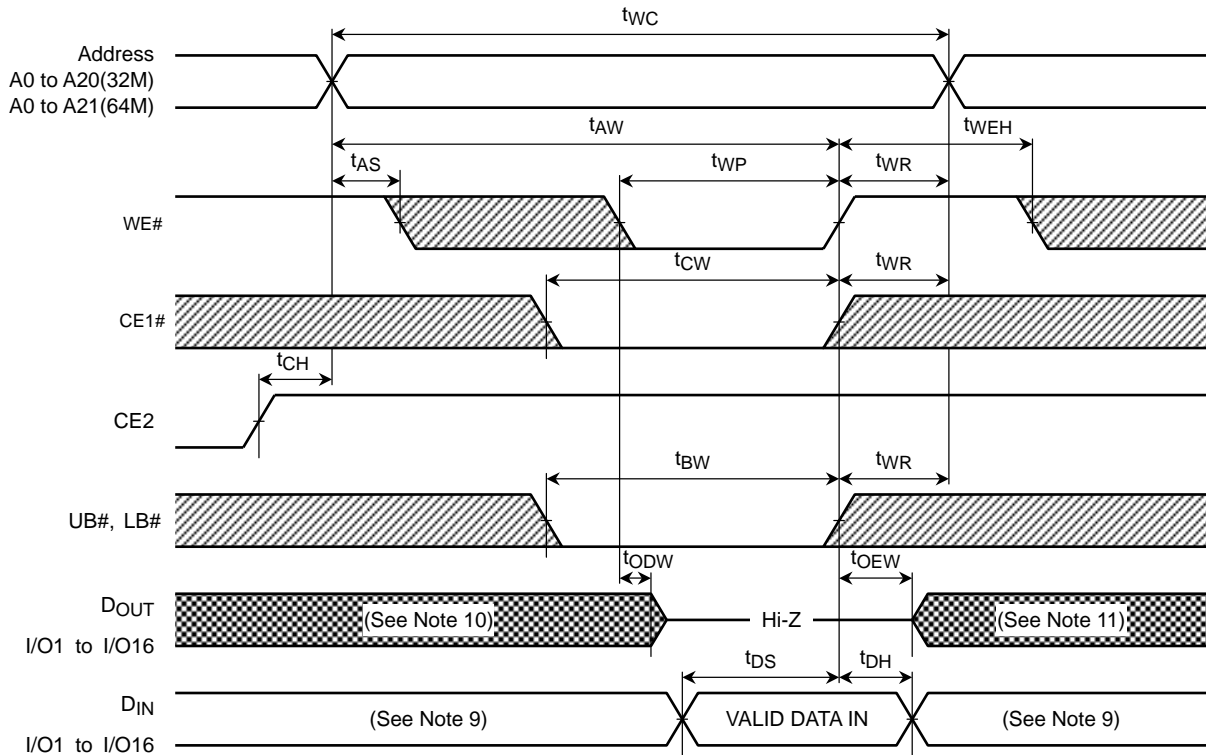 tWC
Address
A0 to A20(32M)
A0 to A21(64M)
tAW
tWEH
tAS
tWP
tWR
WE#
tCW
tWR
CE1#
tCH
CE2
tBW
tWR
UB#, LB#
tODW
tOEW
DOUT
(See Note 10)
Hi-Z
(See Note 11)
I/O1 to I/O16
tDS
tDH
DIN
(See Note 9)
VALID DATA IN
(See Note 9)
I/O1 to I/O16